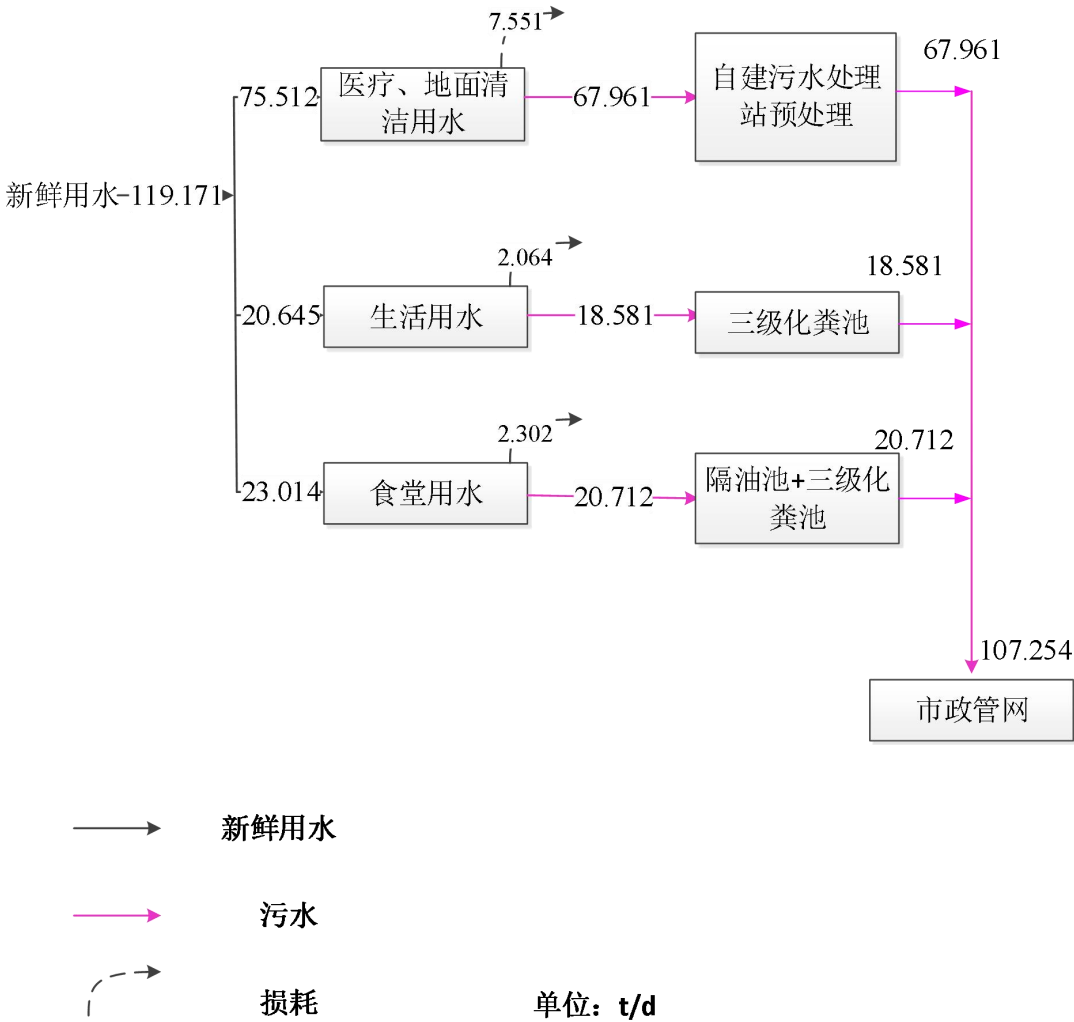 7.551
67.961
75.512
医疗、地面清
洁用水
67.961
自建污水处理
站预处理
新鲜用水-119.171
2.064
18.581
20.645
生活用水
18.581
三级化粪池
2.302
20.712
23.014
食堂用水
20.712
隔油池+三级化
粪池
107.254
市政管网
新鲜用水
污水
损耗
单位：t/d